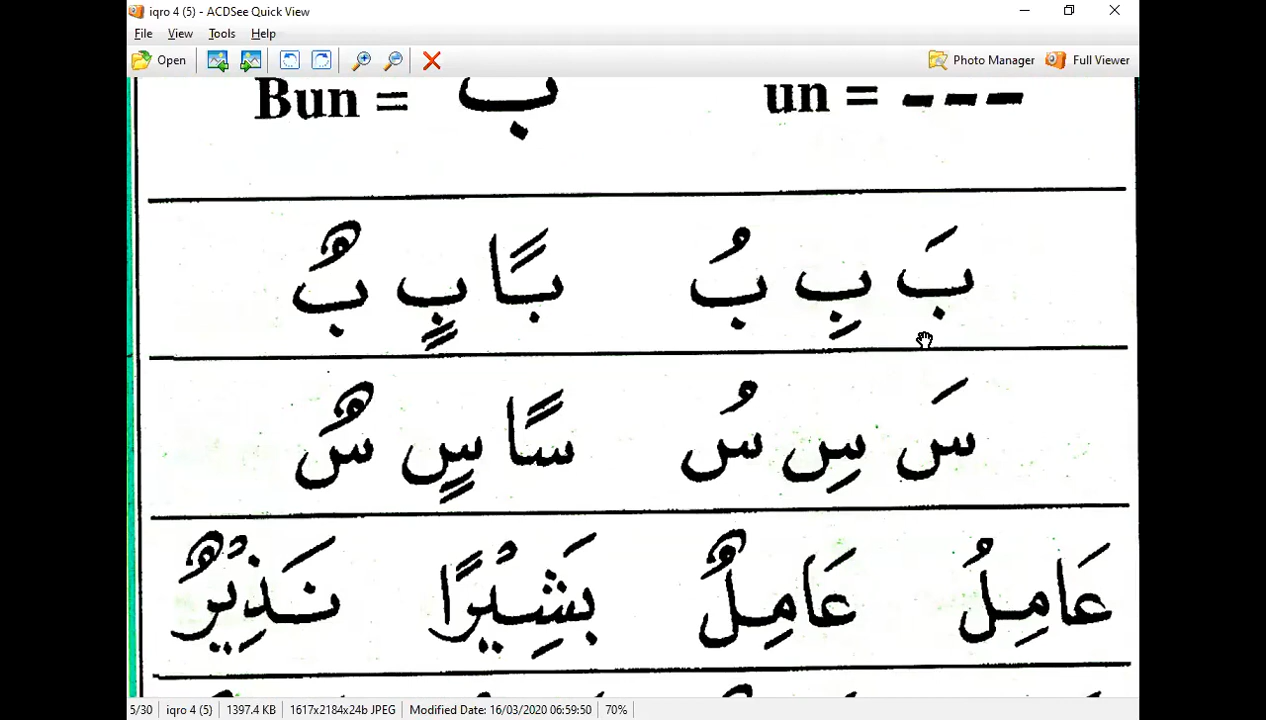 iqro 4 (5) - ACDSee Quick View
File View Tools Help
Open Photo Manager Full Viewer
Bun = ب un = ---
بَ بِ بُ بًا بٍ بٌ
سَ سِ سُ سًا سٍ سٌ
عَامِلُ عَامِلٌ بَشِيْرًا نَذِيْرٌ
5/30 iqro 4 (5) 1397.4 KB 1617x2184x24b JPEG Modified Date: 16/03/2020 06:59:50 70%